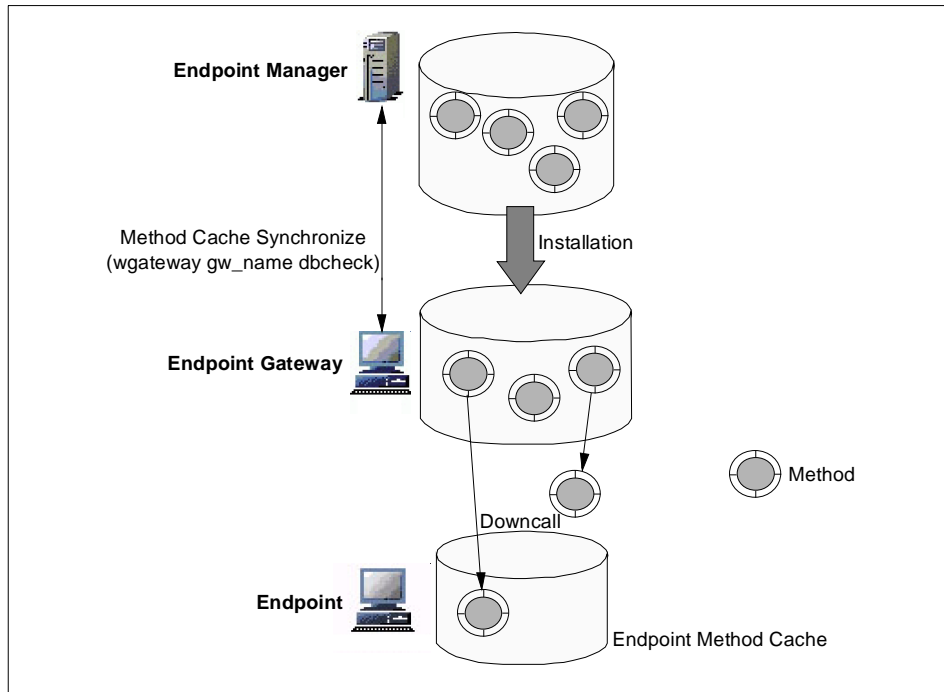 Endpoint Manager
Installation
Method Cache Synchronize
(wgateway gw_name dbcheck)
Endpoint Gateway
Method
Downcall
Endpoint
Endpoint Method Cache